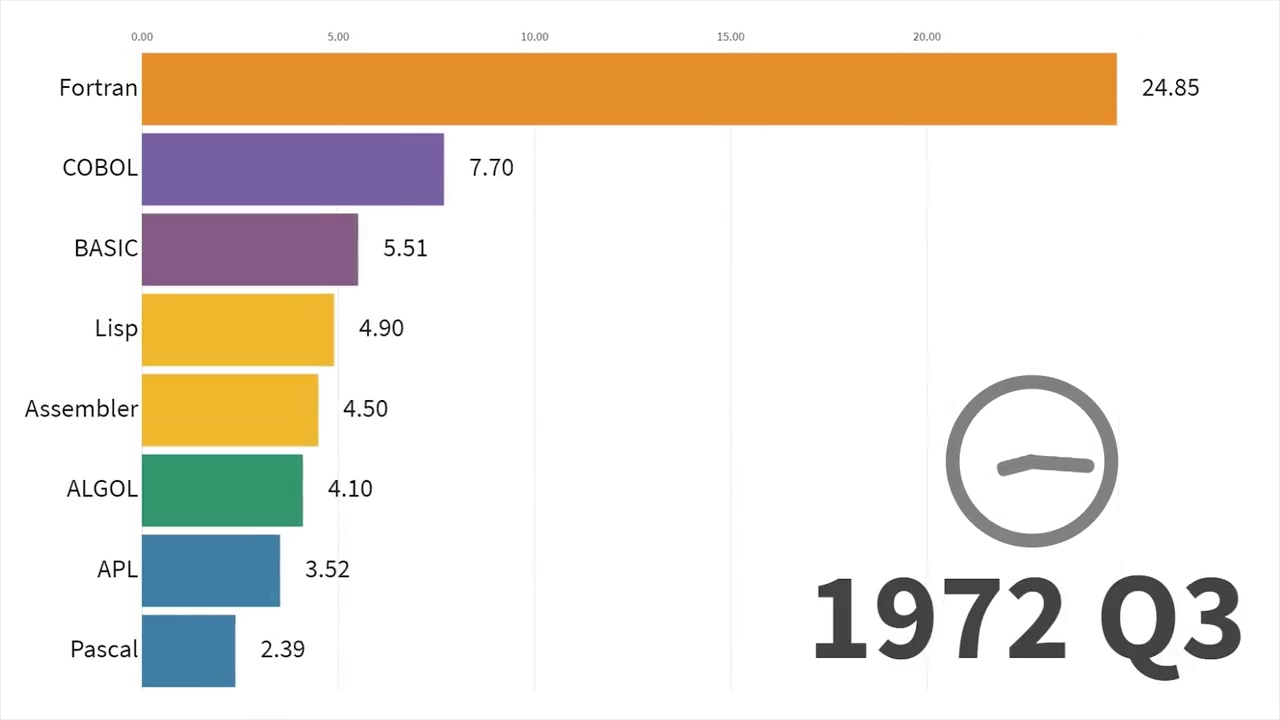 0.00 5.00 10.00 15.00 20.00
Fortran 24.85
COBOL 7.70
BASIC 5.51
Lisp 4.90
Assembler 4.50
ALGOL 4.10
APL 3.52
Pascal 2.39
1972 Q3